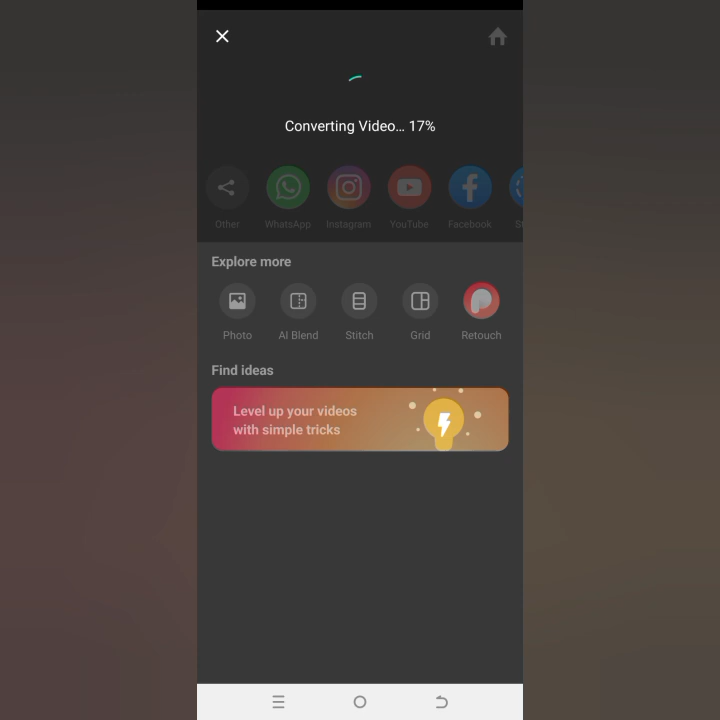 Converting Video... 17%
Other WhatsApp Instagram YouTube Facebook St
Explore more
Photo AI Blend Stitch Grid Retouch
Find ideas
Level up your videos
with simple tricks